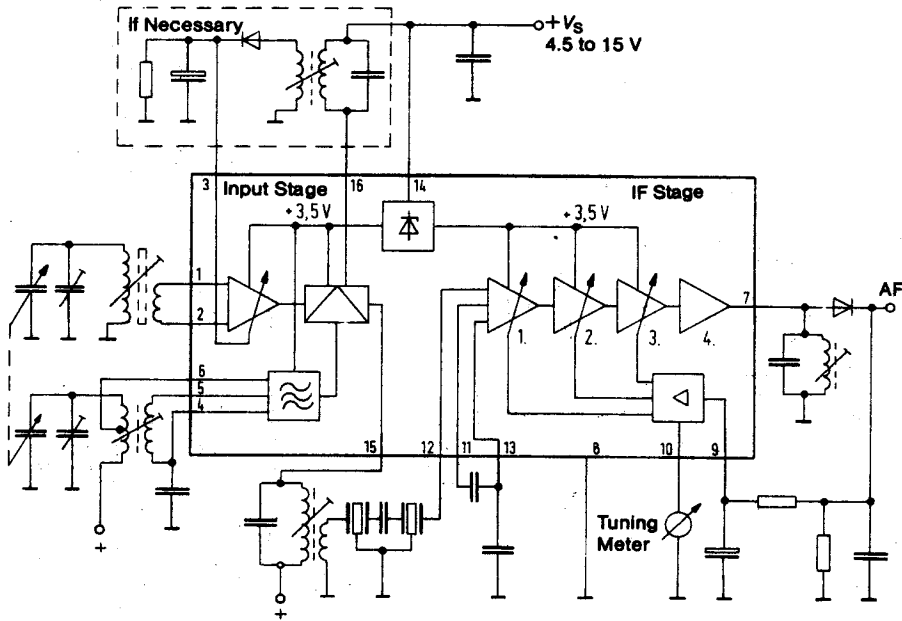 If Necessary
+Vs
4.5 to 15 V
3
Input Stage
16
14
IF Stage
+3,5 V
+3,5 V
1
2
7
AF
1.
2.
3.
4.
6
5
4
15
12
11
13
8
10
9
Tuning
Meter
+
+